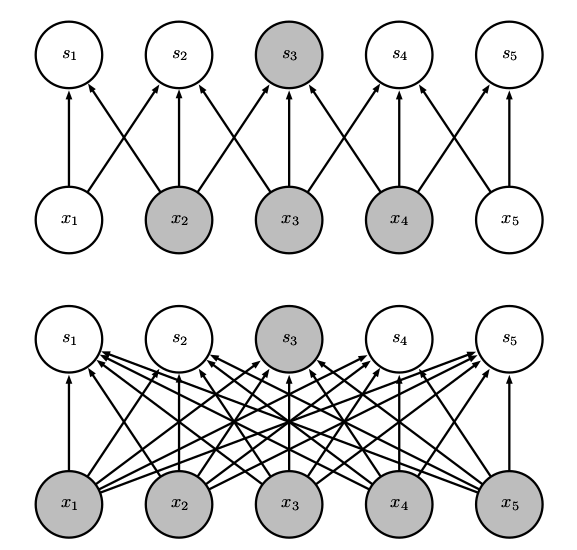 s₁ s₂ s₃ s₄ s₅
x₁ x₂ x₃ x₄ x₅
s₁ s₂ s₃ s₄ s₅
x₁ x₂ x₃ x₄ x₅